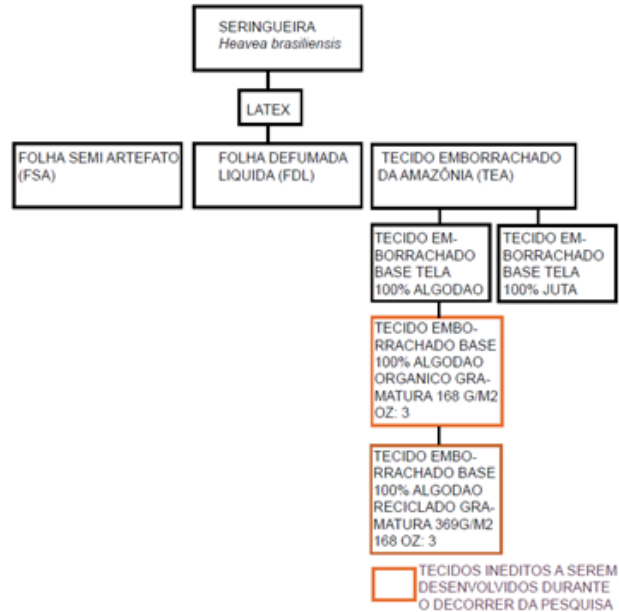 SERINGUEIRA
Heavea brasiliensis
LATEX
FOLHA SEMI ARTEFATO
(FSA)
FOLHA DEFUMADA
LIQUIDA (FDL)
TECIDO EMBORRACHADO
DA AMAZÔNIA (TEA)
TECIDO EM-
BORRACHADO
BASE TELA
100% ALGODAO
TECIDO EM-
BORRACHADO
BASE TELA
100% JUTA
TECIDO EMBO-
RRACHADO BASE
100% ALGODAO
ORGANICO GRA-
MATURA 168 G/M2
OZ: 3
TECIDO EMBO-
RRACHADO BASE
100% ALGODAO
RECICLADO GRA-
MATURA 369G/M2
168 OZ: 3
TECIDOS INEDITOS A SEREM
DESENVOLVIDOS DURANTE
O DECORRER DA PESQUISA